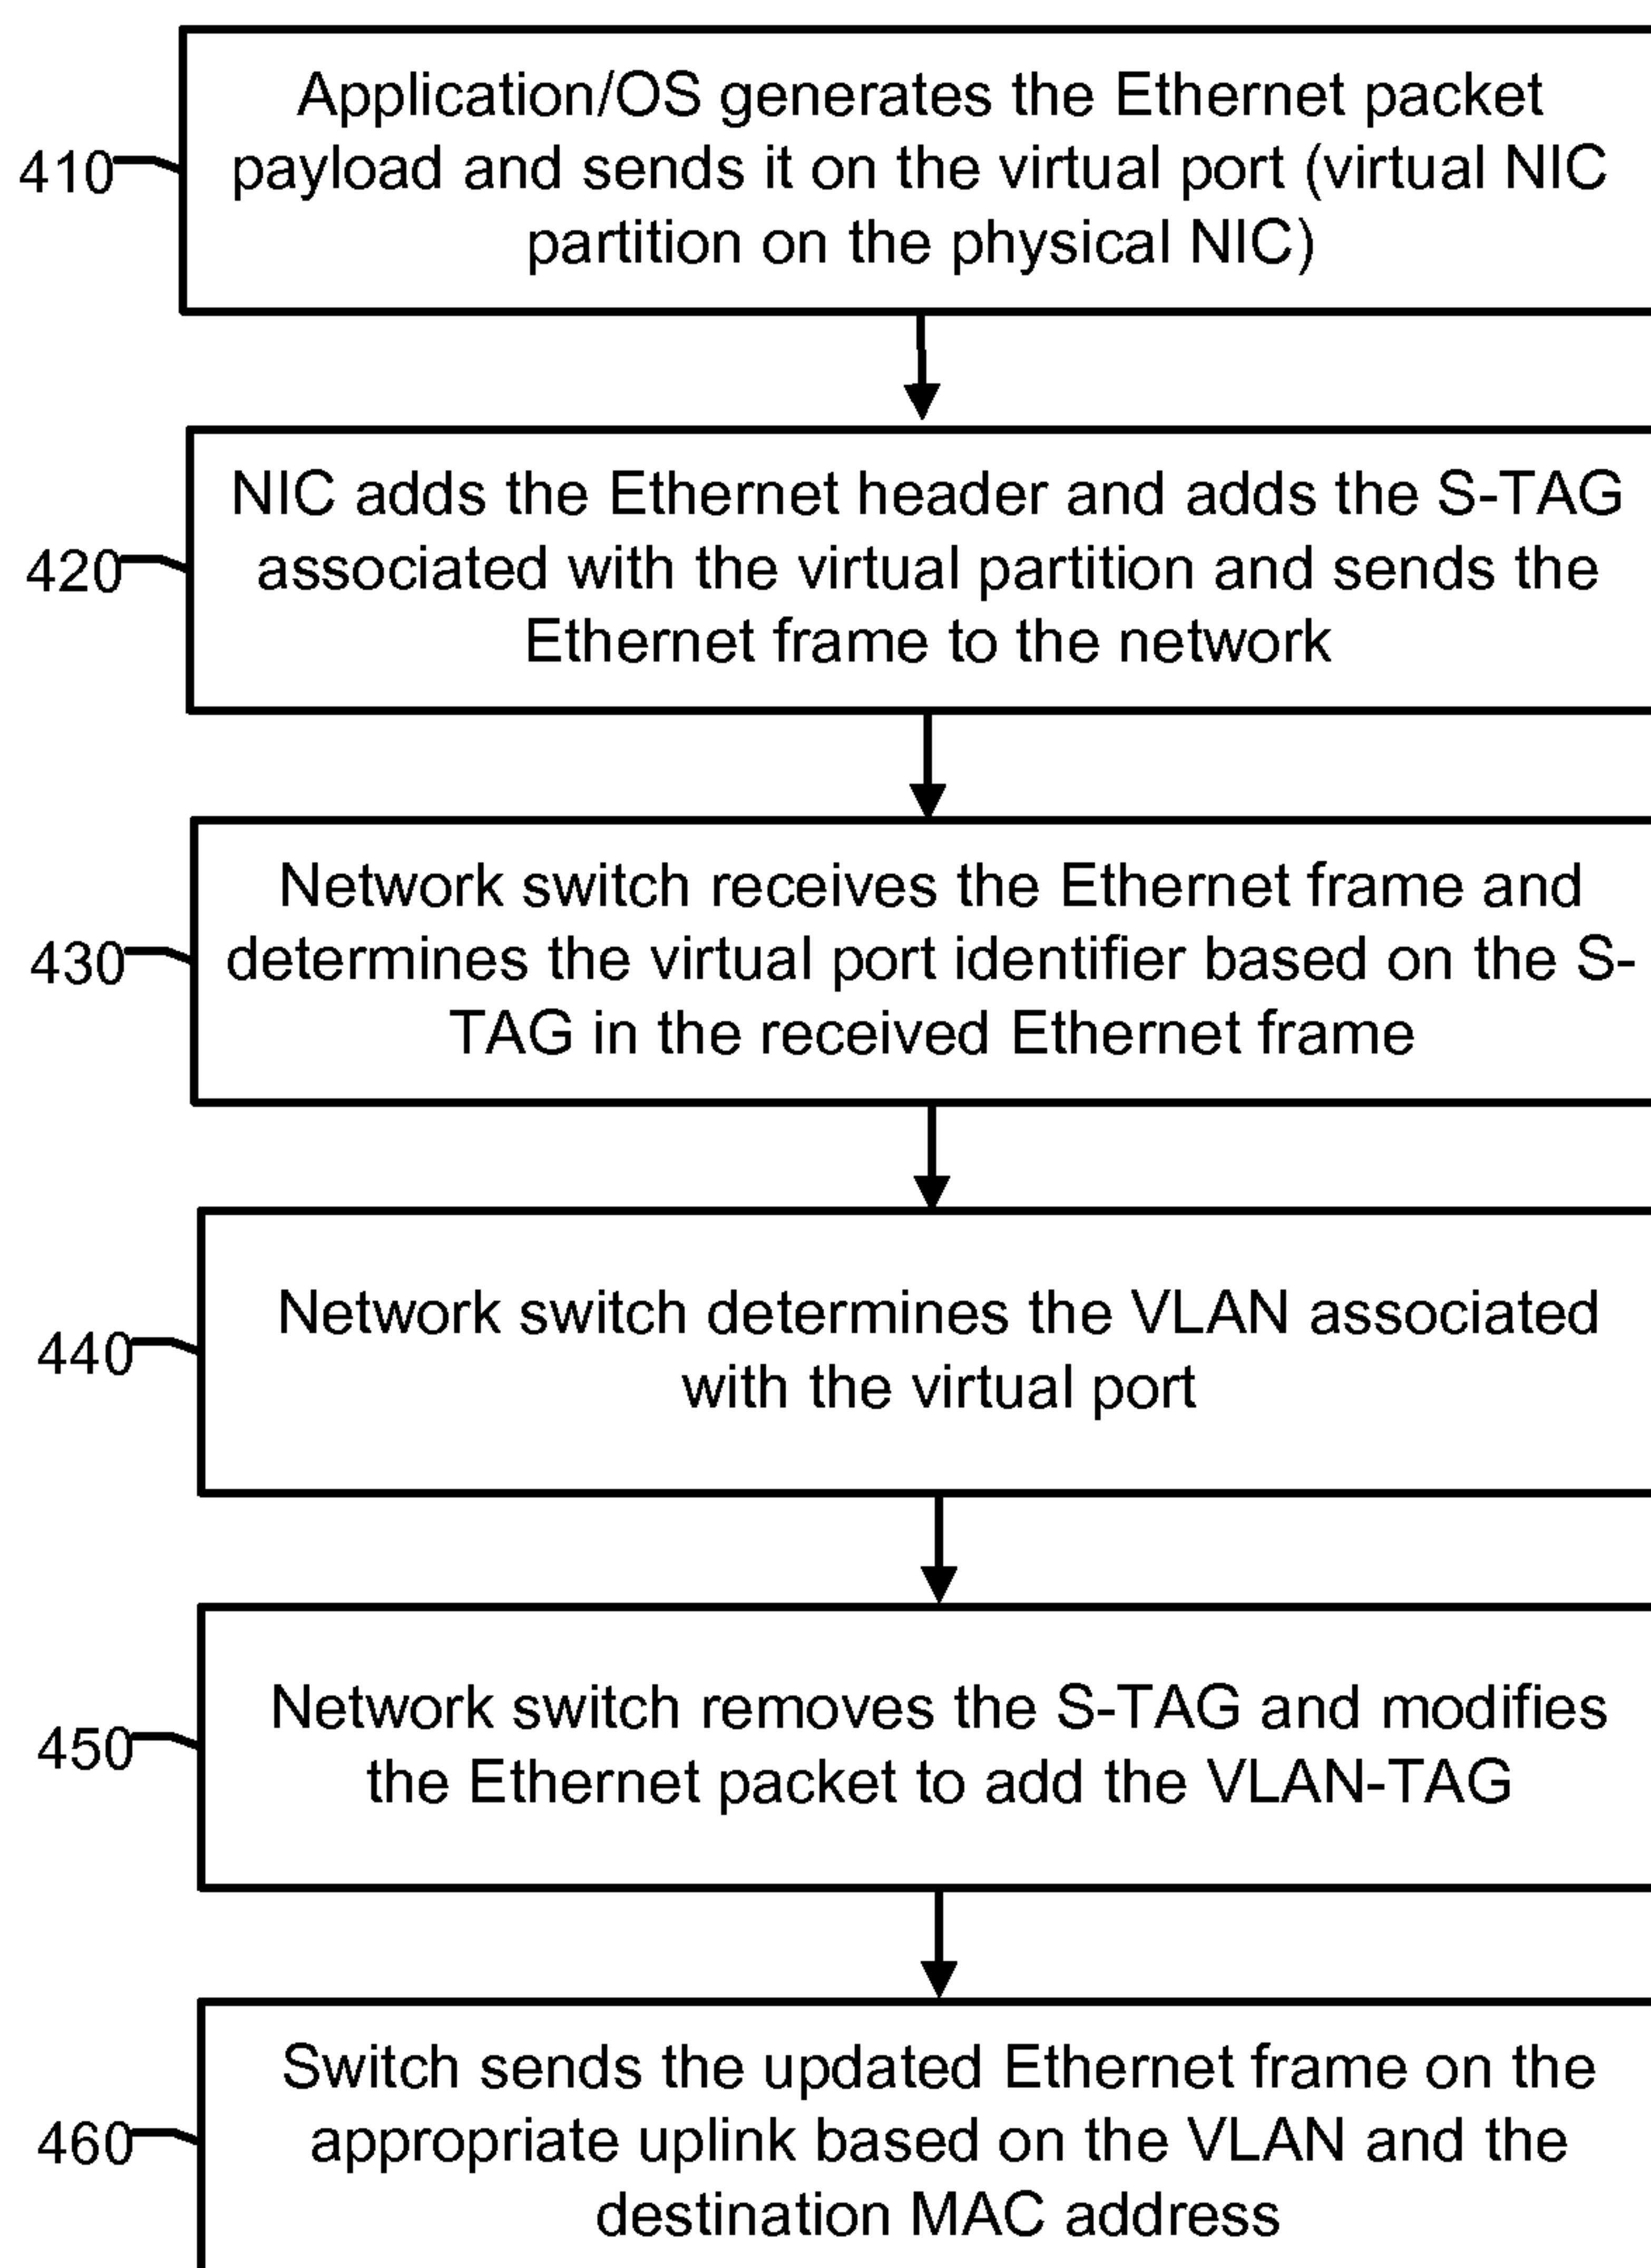 Application/OS generates the Ethernet packet
payload and sends it on the virtual port (virtual NIC
partition on the physical NIC)
410
NIC adds the Ethernet header and adds the S-TAG
associated with the virtual partition and sends the
Ethernet frame to the network
420
Network switch receives the Ethernet frame and
determines the virtual port identifier based on the S-
TAG in the received Ethernet frame
430
Network switch determines the VLAN associated
with the virtual port
440
Network switch removes the S-TAG and modifies
the Ethernet packet to add the VLAN-TAG
450
Switch sends the updated Ethernet frame on the
appropriate uplink based on the VLAN and the
destination MAC address
460